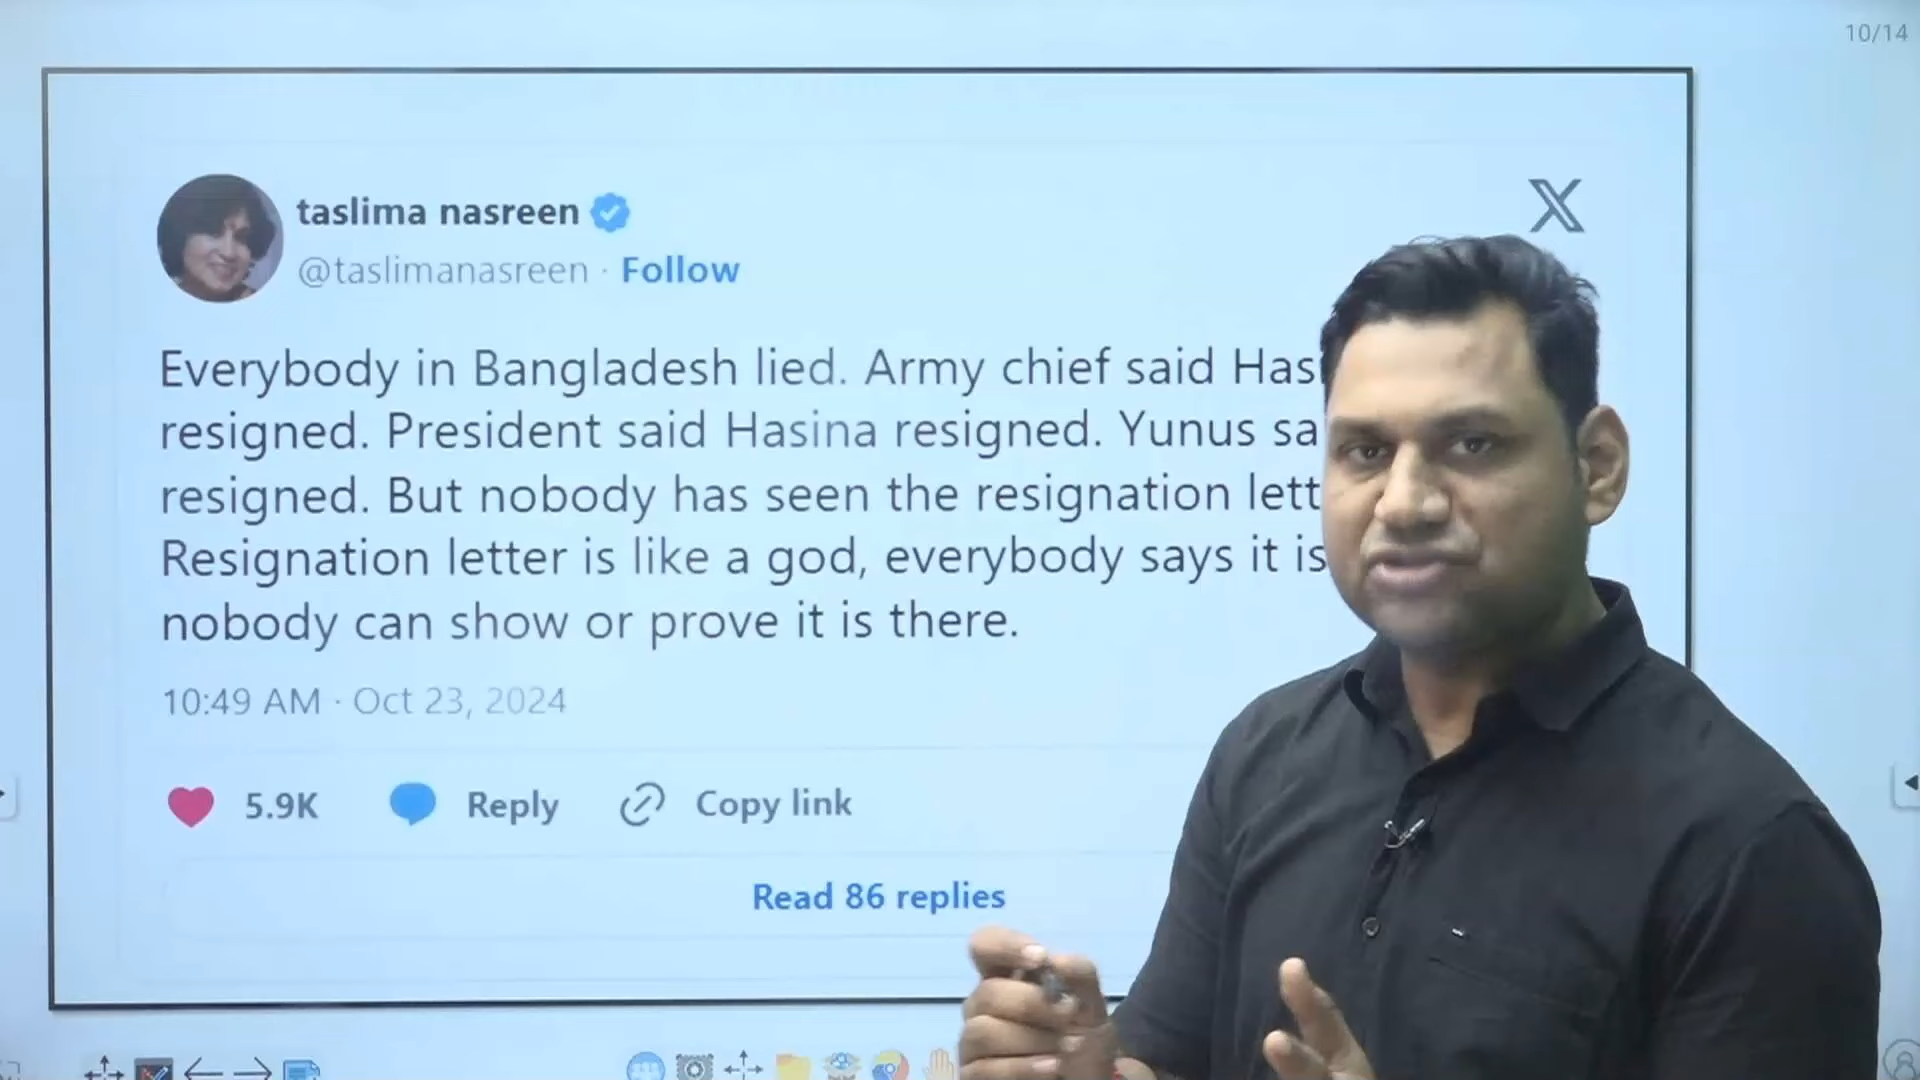 10/14
taslima nasreen
@taslimanasreen · Follow
Everybody in Bangladesh lied. Army chief said
resigned. President said Hasina resigned. Yunus
resigned. But nobody has seen the resignation
Resignation letter is like a god, everybody says it is
nobody can show or prove it is there.
10:49 AM · Oct 23, 2024
5.9K Reply Copy link
Read 86 replies